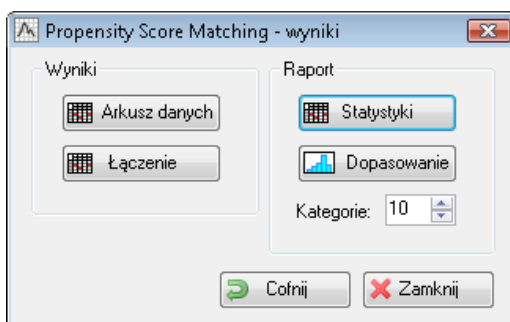 Propensity Score Matching - wyniki
Wyniki
Arkusz danych
Łączenie
Raport
Statystyki
Dopasowanie
Kategorie: 10
Cofnij
Zamknij